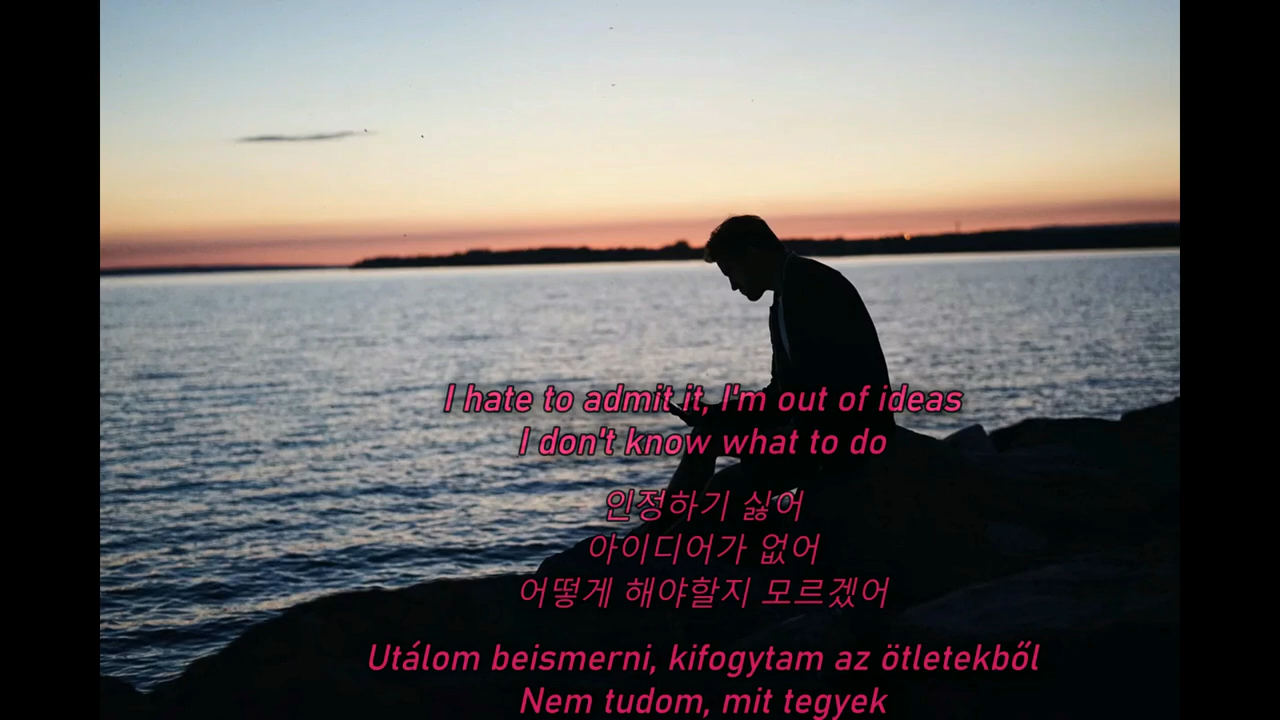 I hate to admit it, I'm out of ideas
I don't know what to do
인정하기 싫어
아이디어가 없어
어떻게 해야할지 모르겠어
Utálom beismerni, kifogytam az ötletekből
Nem tudom, mit tegyek